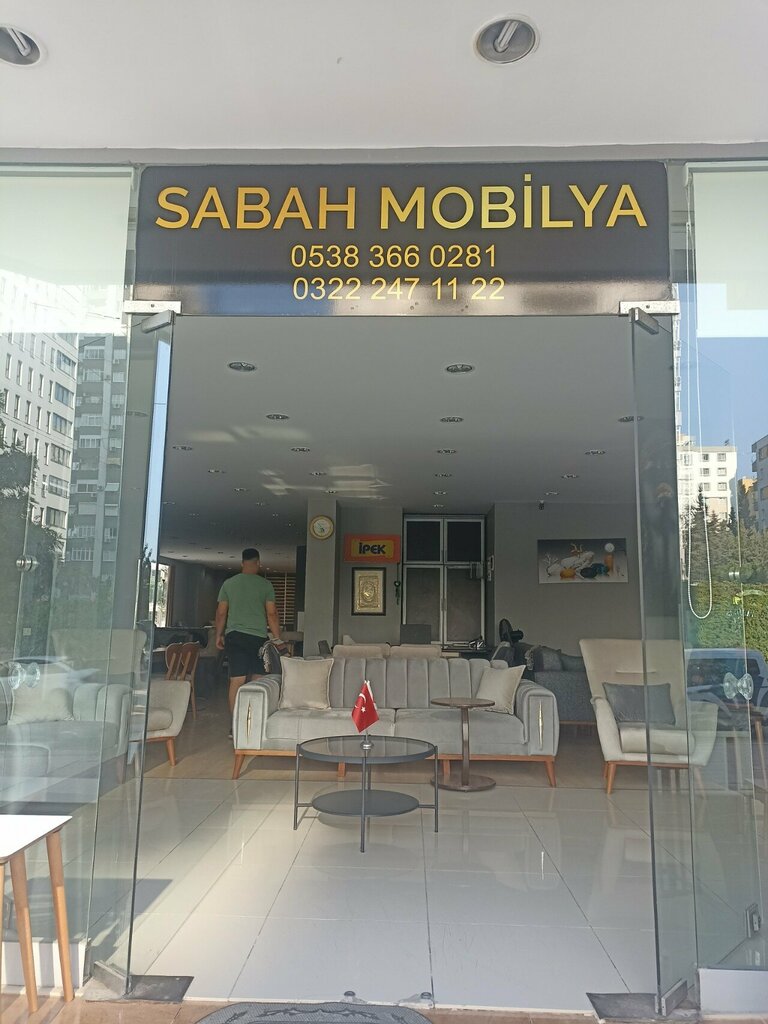 SABAH MOBİLYA
0538 366 0281
0322 247 11 22
İPEK